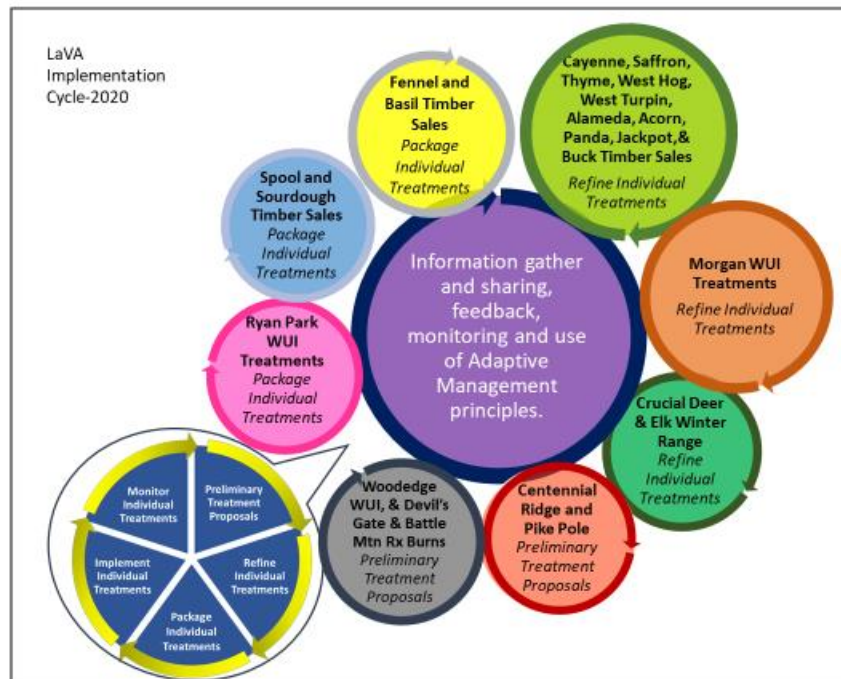 LaVA
Implementation
Cycle-2020
Fennel and
Basil Timber
Sales
Package
Individual
Treatments
Cayenne, Saffron,
Thyme, West Hog,
West Turpin,
Alameda, Acorn,
Panda, Jackpot,&
Buck Timber Sales
Refine Individual
Treatments
Spool and
Sourdough
Timber Sales
Package
Individual
Treatments
Morgan WUI
Treatments
Refine Individual
Treatments
Information gather
and sharing,
feedback,
monitoring and use
of Adaptive
Management
principles.
Ryan Park
WUI
Treatments
Package
Individual
Treatments
Crucial Deer
& Elk Winter
Range
Refine
Individual
Treatments
Woodedge
WUI, & Devil's
Gate & Battle
Mtn Rx Burns
Preliminary
Treatment
Proposals
Centennial
Ridge and
Pike Pole
Preliminary
Treatment
Proposals
Monitor
Individual
Treatments
Preliminary
Treatment
Proposals
Implement
Individual
Treatments
Refine
Individual
Treatments
Package
Individual
Treatments